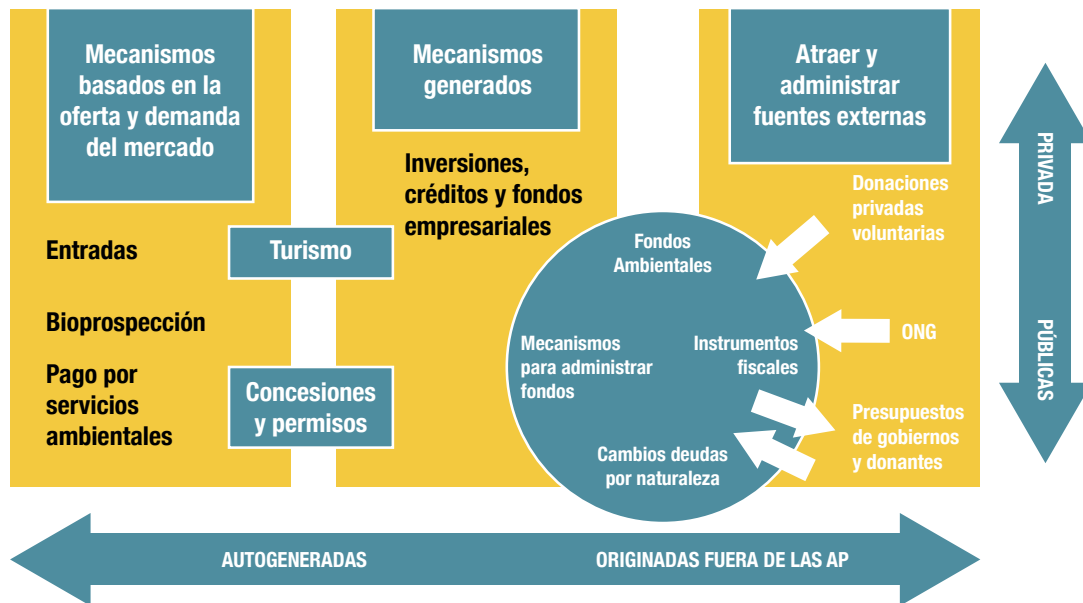 Mecanismos
basados en la
oferta y demanda
del mercado
Entradas
Turismo
Bioprospección
Pago por
servicios
ambientales
Concesiones
y permisos
Mecanismos
generados
Inversiones,
créditos y fondos
empresariales
Fondos
Ambientales
Mecanismos
para administrar
fondos
Instrumentos
fiscales
Cambios deudas
por naturaleza
Atraer y
administrar
fuentes externas
Donaciones
privadas
voluntarias
ONG
Presupuestos
de gobiernos
y donantes
PRIVADA
PÚBLICAS
AUTOGENERADAS
ORIGINADAS FUERA DE LAS AP